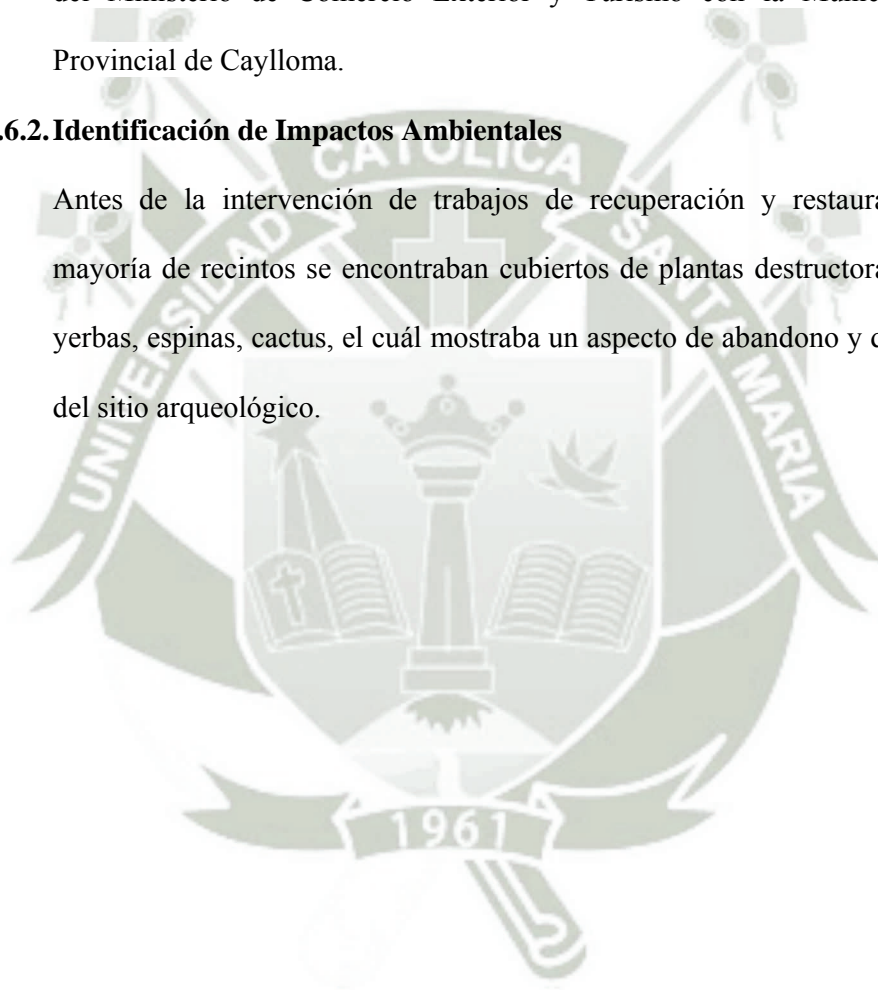 del Ministerio de Comercio Exterior y Turismo con la
Provincial de Caylloma.
.6.2. Identificación de Impactos Ambientales
Antes de la intervención de trabajos de recuperación y
mayoría de recintos se encontraban cubiertos de plantas
yerbas, espinas, cactus, el cuál mostraba un aspecto de abandono y
del sitio arqueológico.
UNIVERSIDAD CATOLICA SANTA MARIA
1961